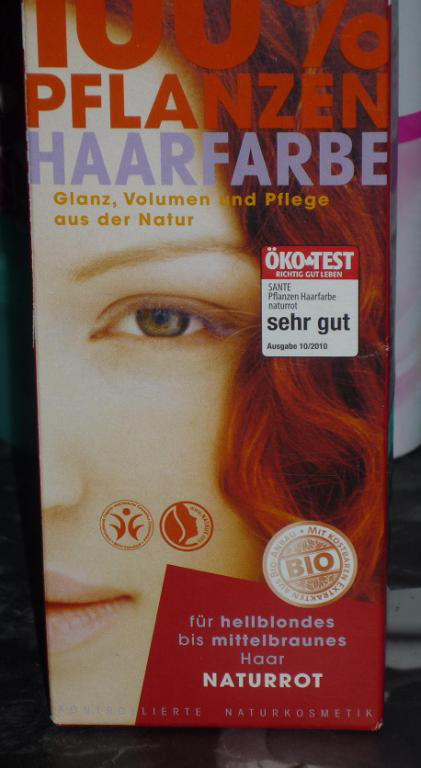 100%
PFLANZEN
HAARFARBE
Glanz, Volumen und Pflege
aus der Natur
ÖKO-TEST
RICHTIG GUT LEBEN
SANTE
Pflanzen Haarfarbe
naturrot
sehr gut
Ausgabe 10/2010
MIT KOSTBAREN EXTRAKTEN AUS BIO-ANBAU
BIO
für hellblondes
bis mittelbraunes
Haar
NATURROT
KONTROLLIERTE NATURKOSMETIK